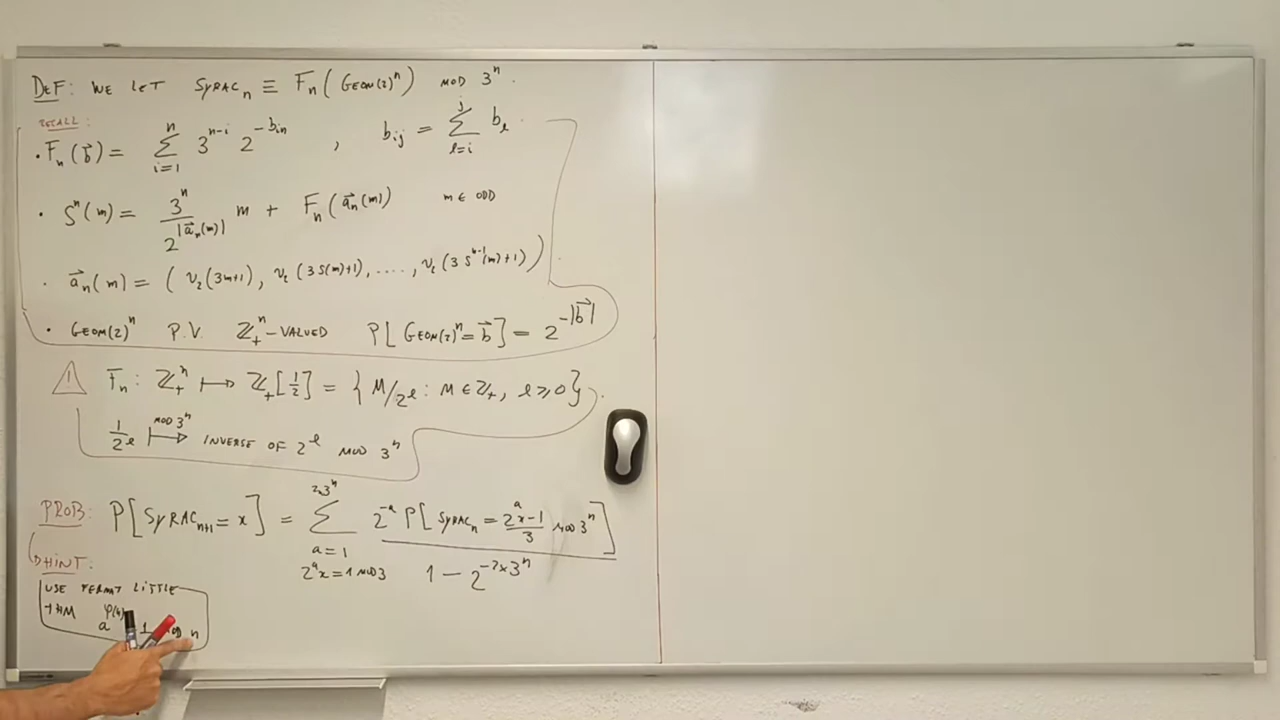 DEF: WE LET SYRAC_n ≡ F_n(GEOM(2)^n) MOD 3^n.
RECALL:
• F_n(b⃗) = ∑_{i=1}^{n} 3^{n-i} 2^{-b_{in}} , b_{ij} = ∑_{l=i}^{j} b_l.
• S^n(m) = 3^n / 2^{|a⃗_n(m)|} m + F_n(a⃗_n(m)) m ∈ ODD
• a⃗_n(m) = (ν_2(3m+1), ν_2(3S(m)+1), ...., ν_2(3S^{n-1}(m)+1)).
• GEOM(2)^n R.V. ℤ_+^n-VALUED P[GEOM(2)^n = b⃗] = 2^{-|b⃗|}
⚠ F_n: ℤ_+^n ↦ ℤ_+[1/2] = {M/2^l : M ∈ ℤ_+, l ≥ 0}.
1/2^l ↦^{MOD 3^n} INVERSE OF 2^l MOD 3^n
PROB: P[SYRAC_{n+1} = x] = ∑_{a=1, 2^a x = 1 MOD 3}^{2×3^n} 2^{-a} P[SYRAC_n = (2^a x-1)/3 MOD 3^n] / (1 - 2^{-2×3^n})
HINT:
USE FERMAT LITTLE
THM a^φ( 1 n